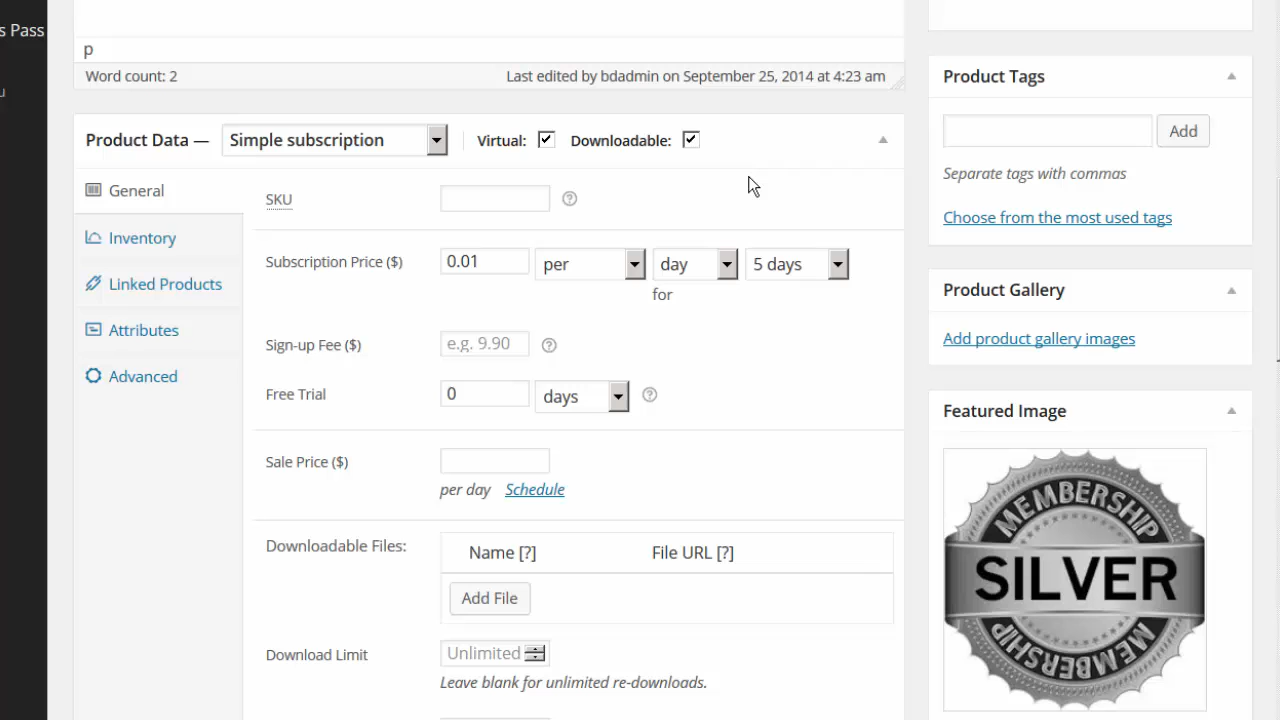 s Pass
u
p
Word count: 2 Last edited by bdadmin on September 25, 2014 at 4:23 am
Product Data — Simple subscription Virtual: Downloadable:
General
Inventory
Linked Products
Attributes
Advanced
SKU
Subscription Price ($) 0.01 per day 5 days
for
Sign-up Fee ($) e.g. 9.90
Free Trial 0 days
Sale Price ($)
per day Schedule
Downloadable Files: Name [?] File URL [?]
Add File
Download Limit Unlimited
Leave blank for unlimited re-downloads.
Product Tags
Add
Separate tags with commas
Choose from the most used tags
Product Gallery
Add product gallery images
Featured Image
MEMBERSHIP
SILVER
MEMBERSHIP